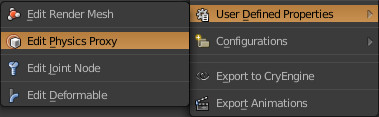 Edit Render Mesh
Edit Physics Proxy
Edit Joint Node
Edit Deformable
User Defined Properties
Configurations
Export to CryEngine
Export Animations